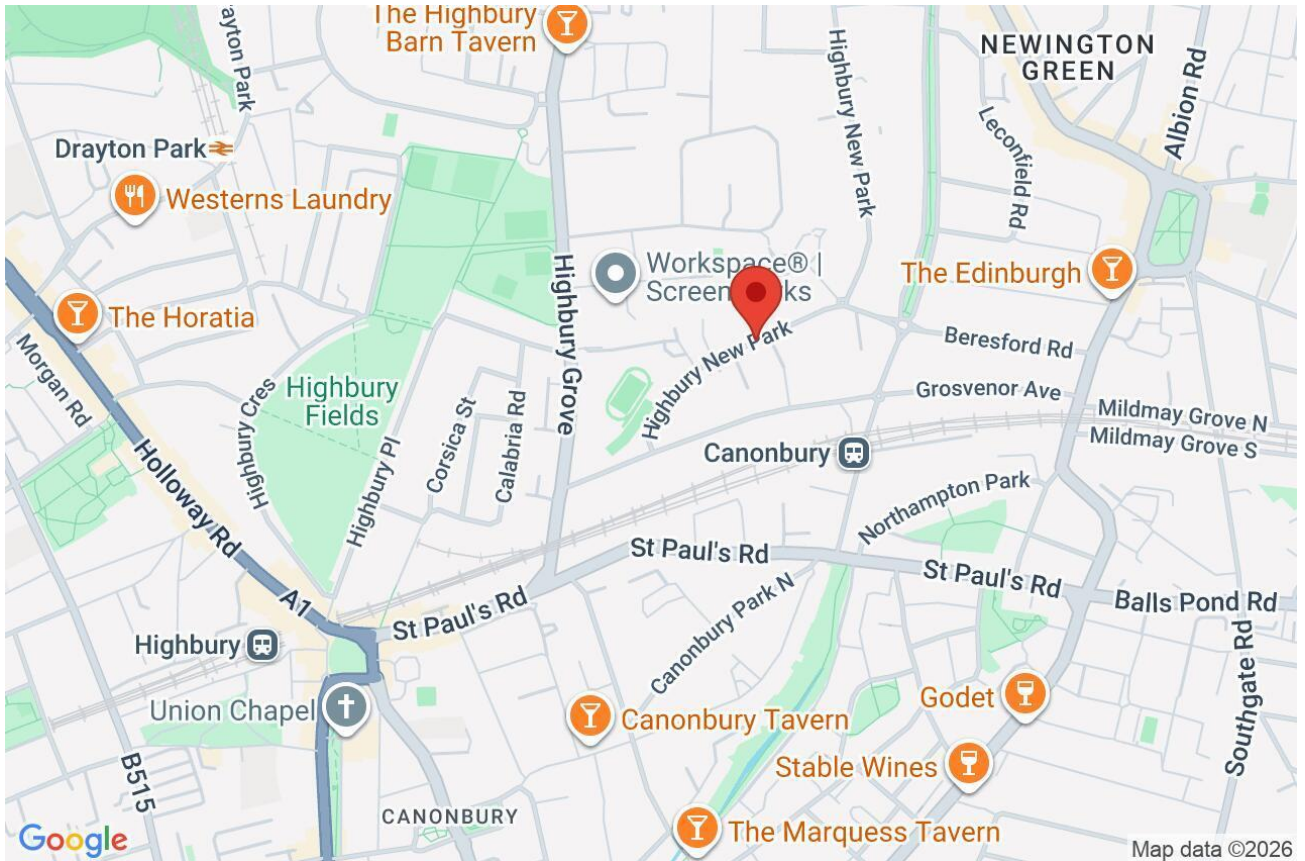 The Highbury
Barn Tavern
NEWINGTON
GREEN
Albion Rd
Highbury New Park
Leconfield Rd
Drayton Park
Westerns Laundry
Workspace® |
The Edinburgh
The Horatia
Highbury Grove
Highbury New Park
Beresford Rd
Morgan Rd
Highbury
Fields
Highbury Cres
Highbury Pl
Corsica St
Calabria Rd
Grosvenor Ave
Mildmay Grove N
Mildmay Grove S
Canonbury
Holloway Rd
Northampton Park
St Paul's Rd
St Paul's Rd
Balls Pond Rd
A1
St Paul's Rd
Canonbury Park N
Highbury
Southgate Rd
Union Chapel
Godet
Canonbury Tavern
Stable Wines
B515
CANONBURY
The Marquess Tavern
Google
Map data ©2026